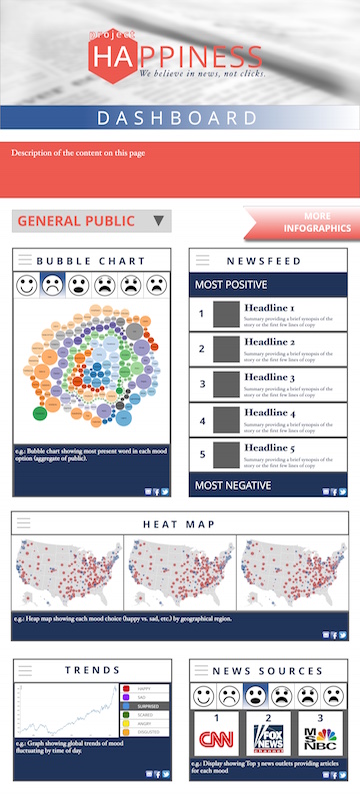 project
HAPPINESS
We believe in news, not clicks.
DASHBOARD
Description of the content on this page
GENERAL PUBLIC
MORE
INFOGRAPHICS
BUBBLE CHART
e.g.: Bubble chart showing most present word in each mood
option (aggregate of public).
NEWSFEED
MOST POSITIVE
1
Headline 1
Summary providing a brief synopsis of the
story or the first few lines of copy
2
Headline 2
Summary providing a brief synopsis of the
story or the first few lines of copy
3
Headline 3
Summary providing a brief synopsis of the
story or the first few lines of copy
4
Headline 4
Summary providing a brief synopsis of the
story or the first few lines of copy
5
Headline 5
Summary providing a brief synopsis of the
story or the first few lines of copy
MOST NEGATIVE
HEAT MAP
e.g.: Heap map showing each mood choice (happy vs. sad, etc.) by geographical region.
TRENDS
HAPPY
SAD
SURPRISED
SCARED
ANGRY
DISGUSTED
e.g.: Graph showing global trends of mood
fluctuating by time of day.
NEWS SOURCES
1 2 3
CNN
FOX
NEWS
channel
MSNBC
e.g.: Display showing Top 3 news outlets providing articles
for each mood